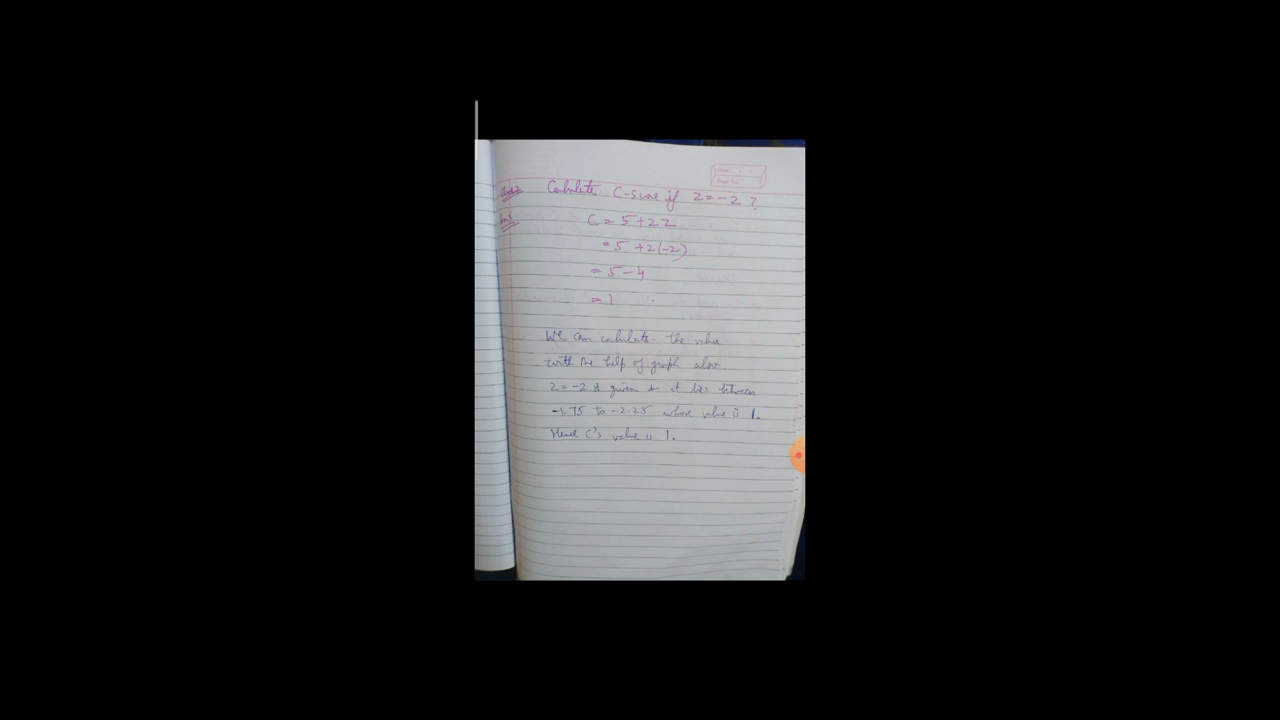 Calculate C-score if Z = -2 ?
C = 5+2Z
= 5 +2(-2)
= 5-4
= 1
We can calculate the value
with the help of graph also
Z = -2 is given & it lies between
-1.75 to -2.25 whose value is 1.
Hence C's value is 1.